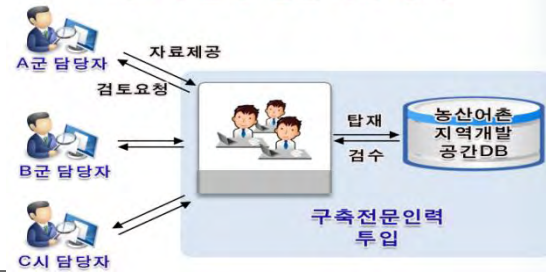 A군 담당자
자료제공
검토요청
B군 담당자
C시 담당자
탑재
검수
농산어촌
지역개발
공간DB
구축전문인력
투입